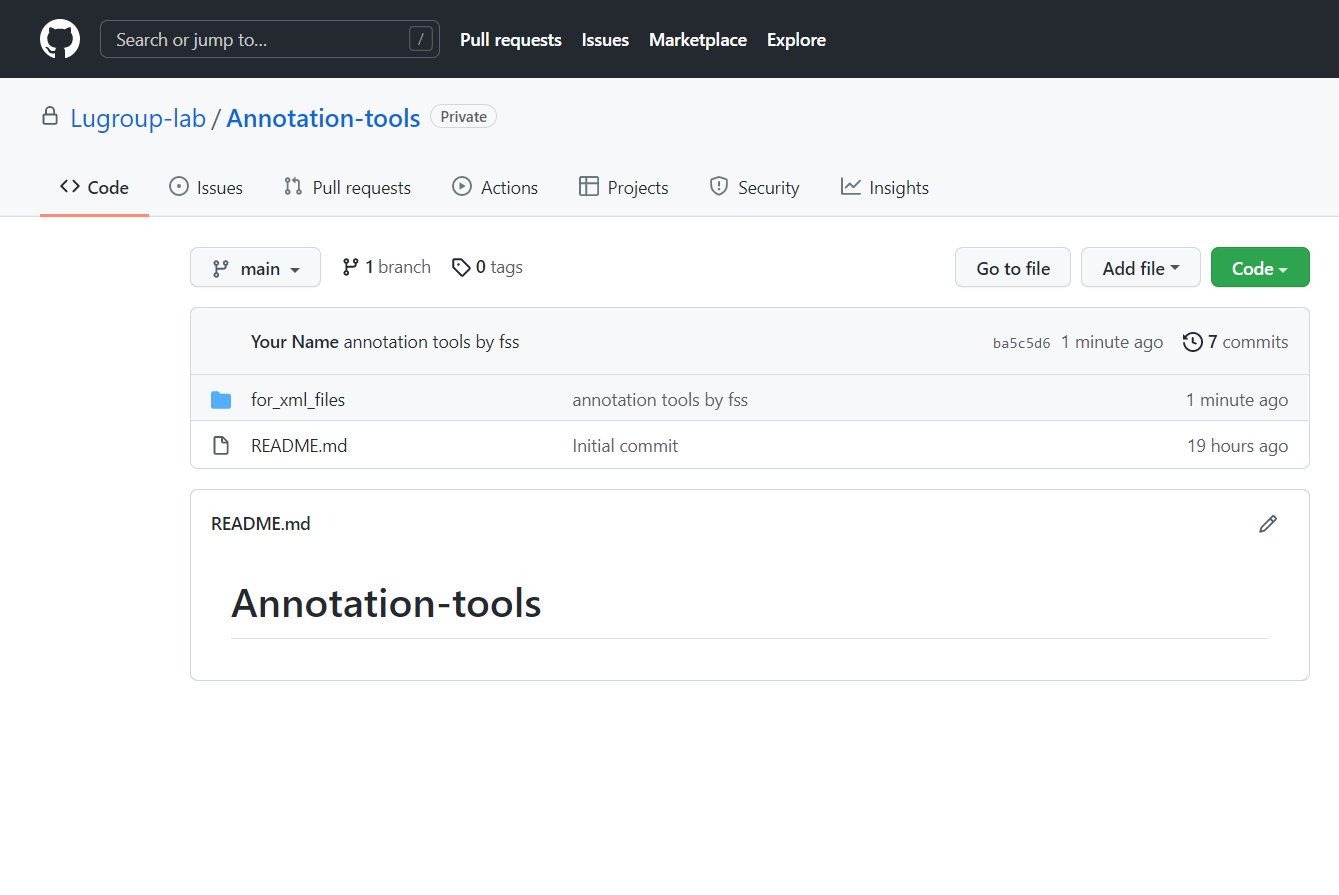 Search or jump to... / Pull requests Issues Marketplace Explore
Lugroup-lab / Annotation-tools Private
Code Issues Pull requests Actions Projects Security Insights
main 1 branch 0 tags Go to file Add file Code
Your Name annotation tools by fss ba5c5d6 1 minute ago 7 commits
for_xml_files annotation tools by fss 1 minute ago
README.md Initial commit 19 hours ago
README.md
Annotation-tools